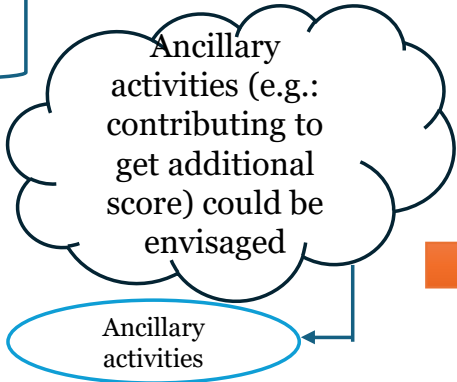 Ancillary
activities (e.g.:
contributing to
get additional
score) could be
envisaged
Ancillary
activities